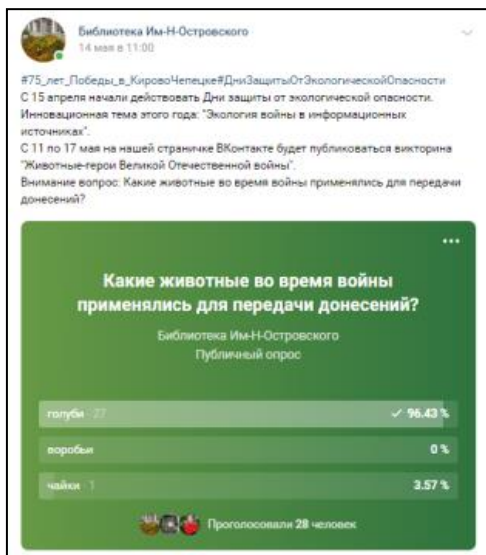 Библиотека Им-Н-Островского
14 мая в 11:00
#75_лет_Победы_в_КировоЧепецке#ДниЗащитыОтЭкологическойОпасности
С 15 апреля начали действовать Дни защиты от экологической опасности.
Инновационная тема этого года: "Экология войны в информационных
источниках".
С 11 по 17 мая на нашей страничке ВКонтакте будет публиковаться викторина
"Животные-герои Великой Отечественной войны".
Внимание вопрос: Какие животные во время войны применялись для передачи
донесений?
Какие животные во время войны
применялись для передачи донесений?
Библиотека Им-Н-Островского
Публичный опрос
голуби 27 96.43 %
воробьи 0 %
чайки 1 3.57 %
Проголосовали 28 человек